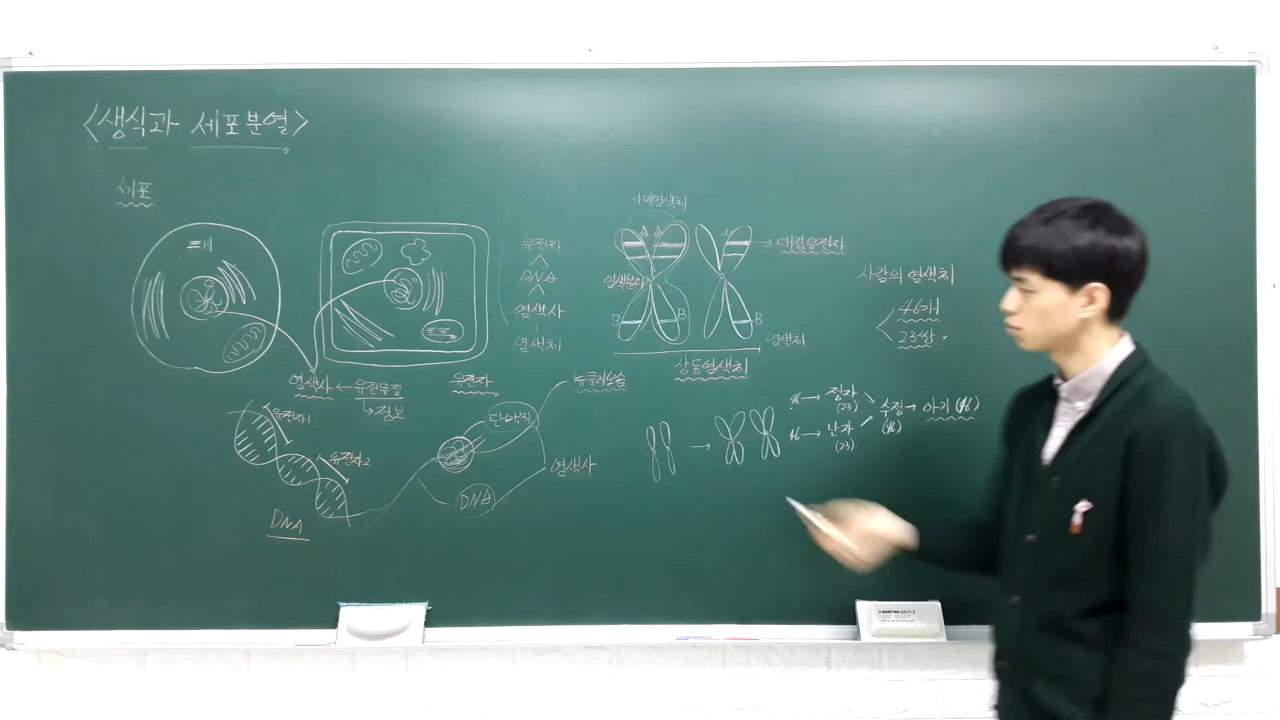 <생식과 세포분열>
세포
유전자
DNA
염색사
염색체
자매염색체
A A
a
대립유전자
염색분체
B B
B
염색체
상동염색체
사람의 염색체
46개
23쌍
염색사 ← 유전물질
정보
유전자
뉴클레오솜
유전자1
유전자2
DNA
단백질
DNA
염색사
46 → 정자
(23)
46 → 난자
(23)
수정 → 아기 (46)
(46)